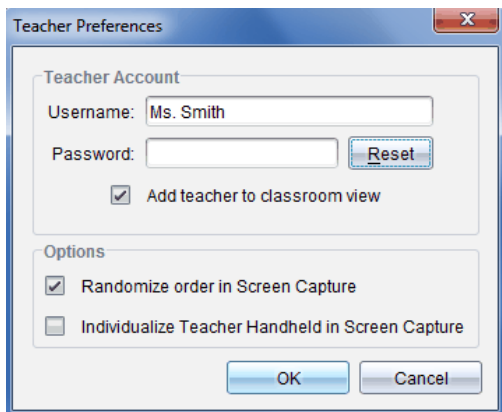 Teacher Preferences
Teacher Account
Username: Ms. Smith
Password: Reset
Add teacher to classroom view
Options
Randomize order in Screen Capture
Individualize Teacher Handheld in Screen Capture
OK Cancel